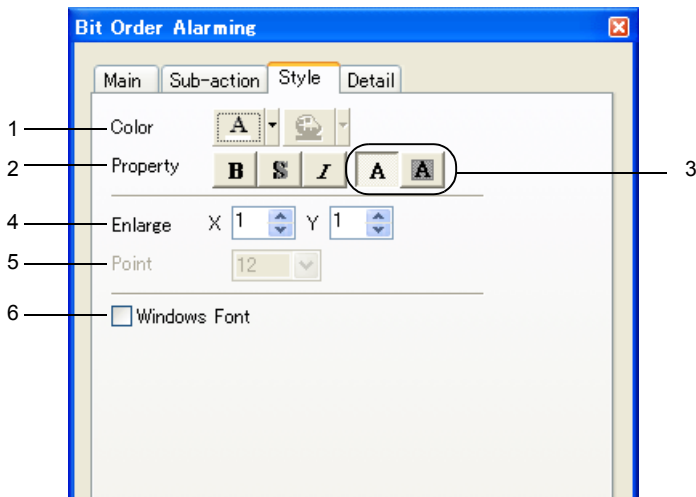 Bit Order Alarming
Main Sub-action Style Detail
1 Color A
2 Property B S I A A 3
4 Enlarge X 1 Y 1
5 Point 12
6 Windows Font